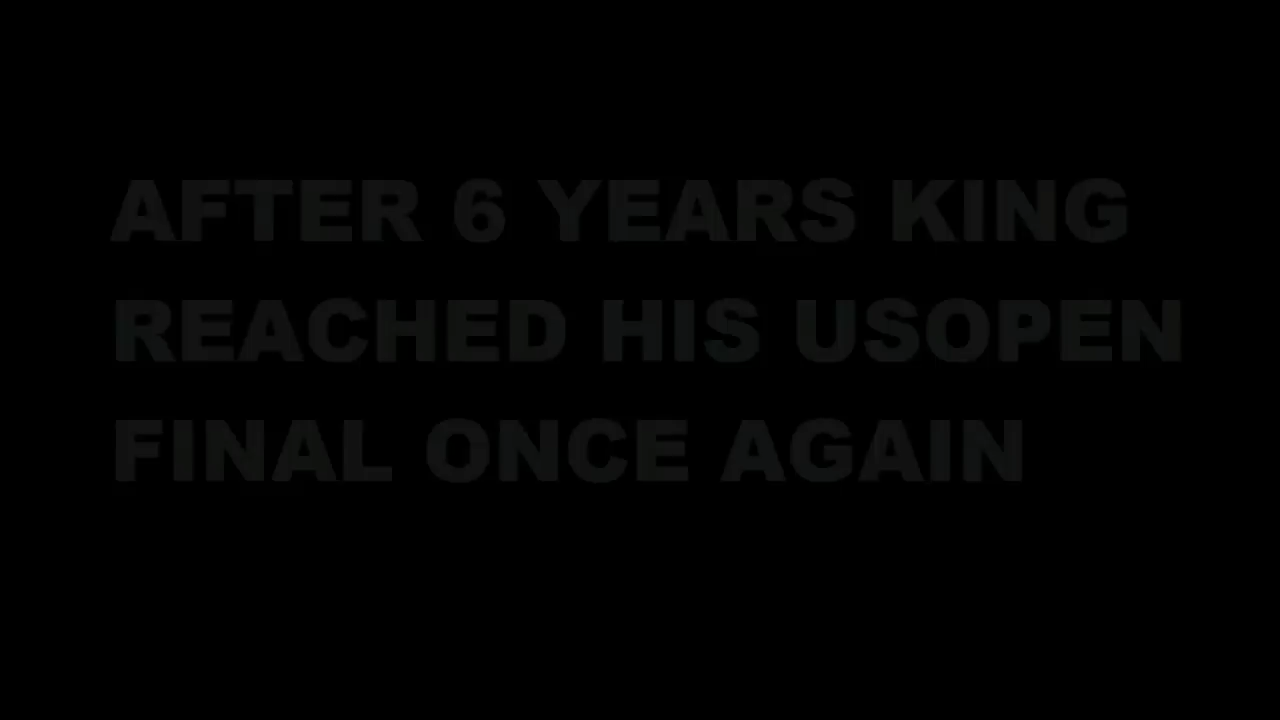 AFTER 6 YEARS KING
REACHED HIS USOPEN
FINAL ONCE AGAIN